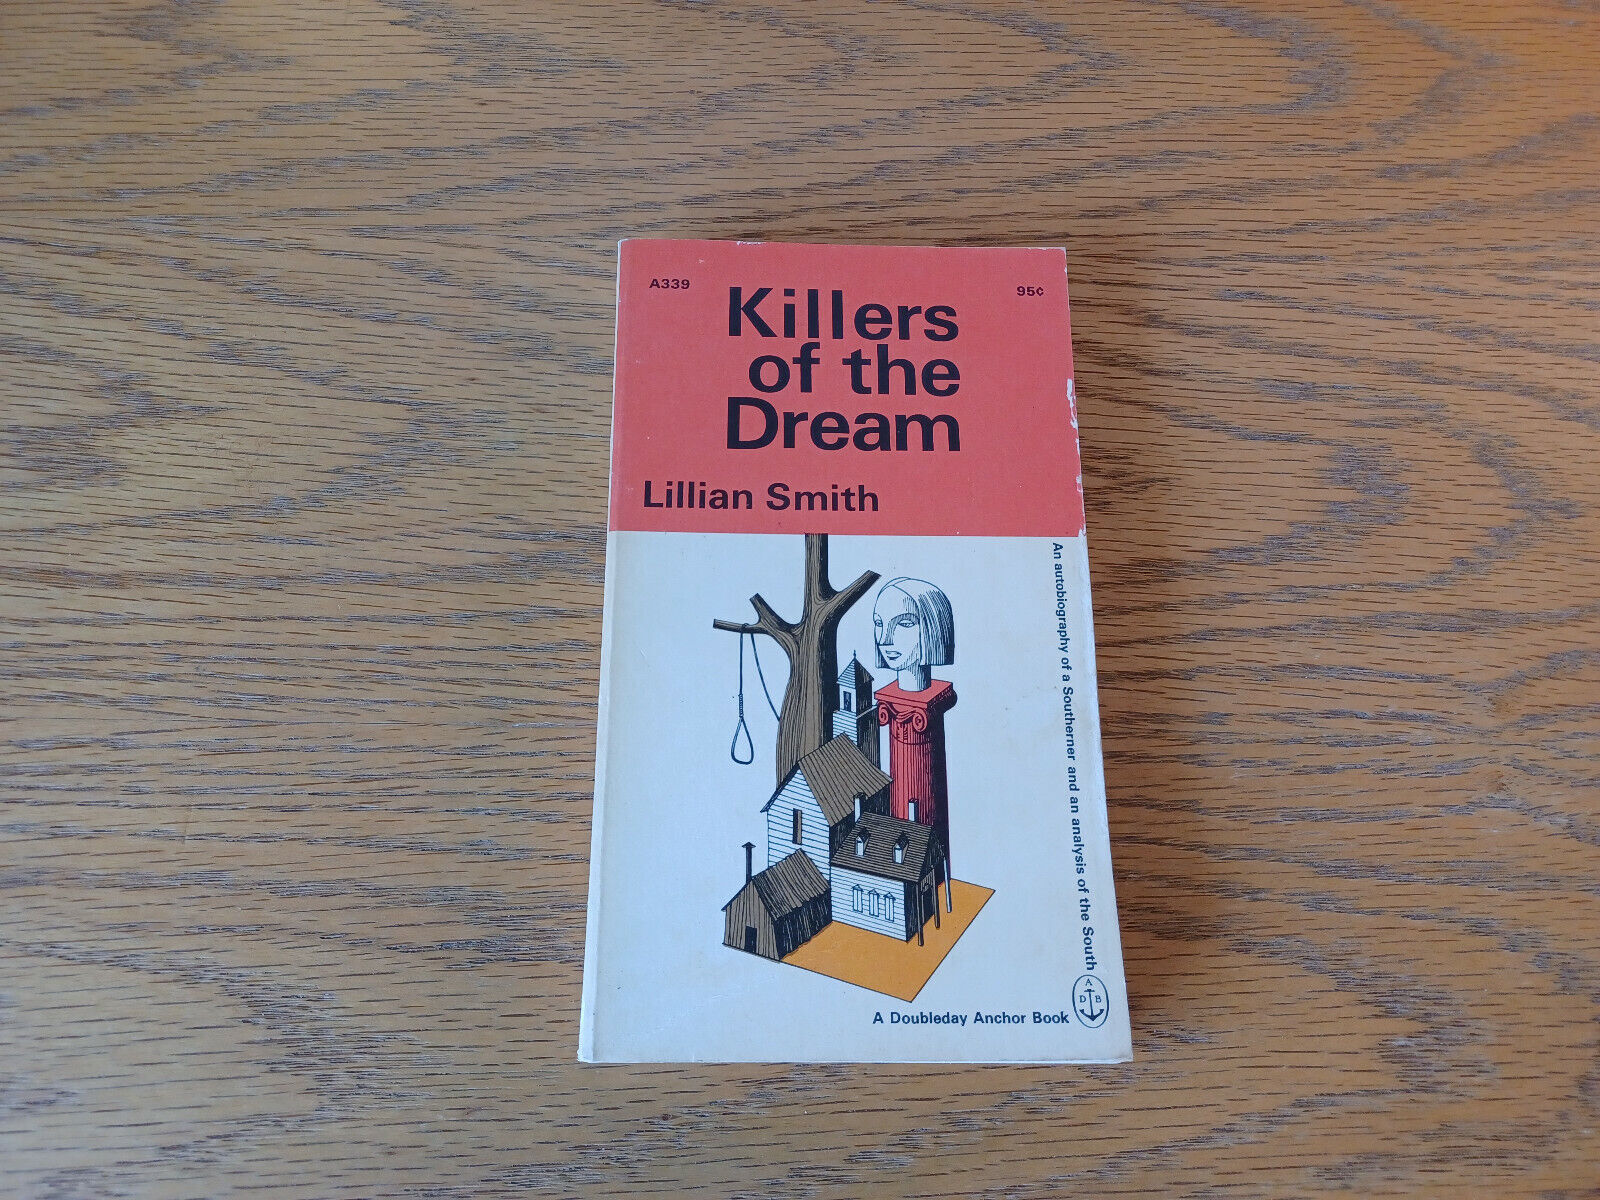 A339
95¢
Killers
of the
Dream
Lillian Smith
An autobiography of a Southerner and an analysis of the South
A
D B
A Doubleday Anchor Book